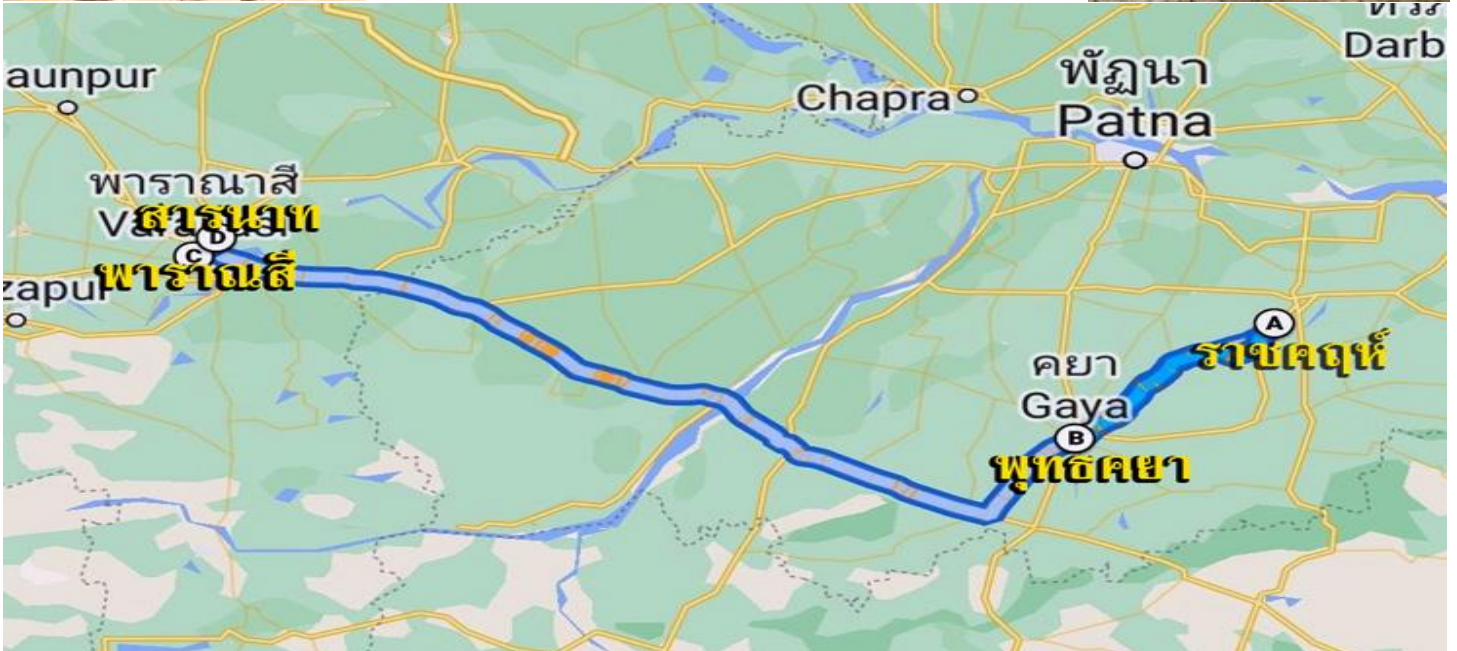 Darb
aunpur
Chapra
พัฏนา
Patna
พาราณาสี
สารนาท
C
พาราณสี
zapur
A
ราชคฤห์
คยา
Gaya
B
พุทธคยา